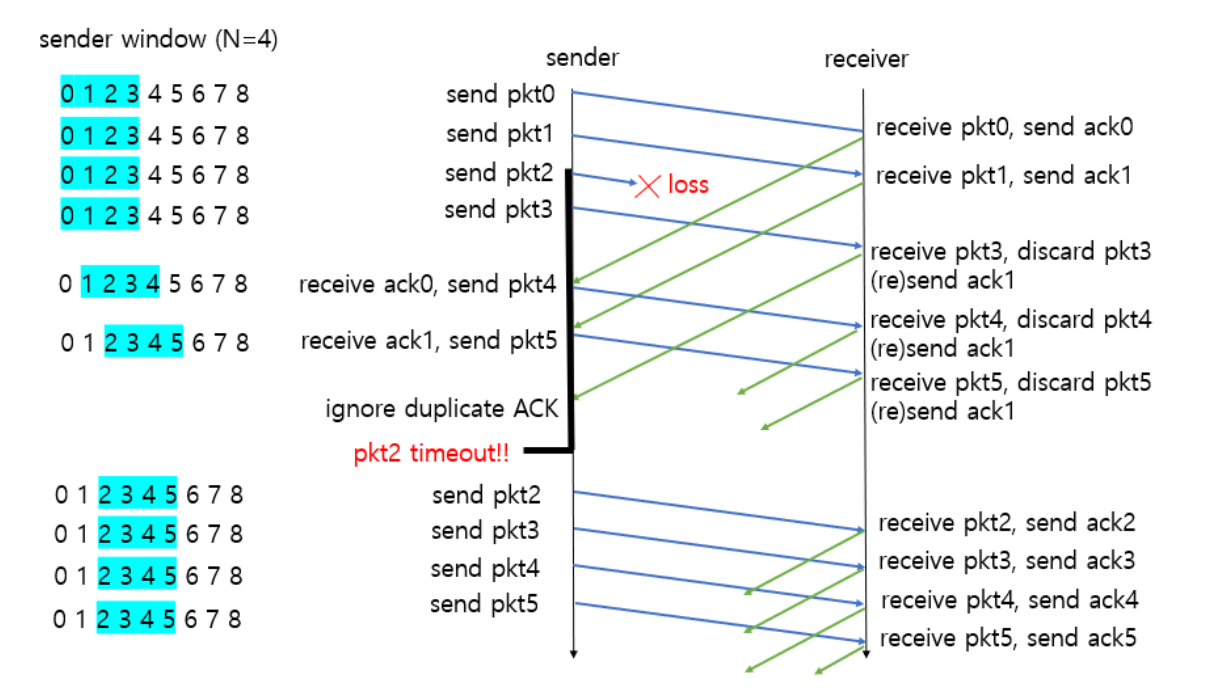 sender window (N=4)
sender
receiver
0 1 2 3 4 5 6 7 8
send pkt0
receive pkt0, send ack0
0 1 2 3 4 5 6 7 8
send pkt1
0 1 2 3 4 5 6 7 8
send pkt2
loss
receive pkt1, send ack1
0 1 2 3 4 5 6 7 8
send pkt3
receive pkt3, discard pkt3
(re)send ack1
0 1 2 3 4 5 6 7 8
receive ack0, send pkt4
receive pkt4, discard pkt4
(re)send ack1
0 1 2 3 4 5 6 7 8
receive ack1, send pkt5
receive pkt5, discard pkt5
(re)send ack1
ignore duplicate ACK
pkt2 timeout!!
0 1 2 3 4 5 6 7 8
send pkt2
receive pkt2, send ack2
0 1 2 3 4 5 6 7 8
send pkt3
receive pkt3, send ack3
0 1 2 3 4 5 6 7 8
send pkt4
receive pkt4, send ack4
0 1 2 3 4 5 6 7 8
send pkt5
receive pkt5, send ack5